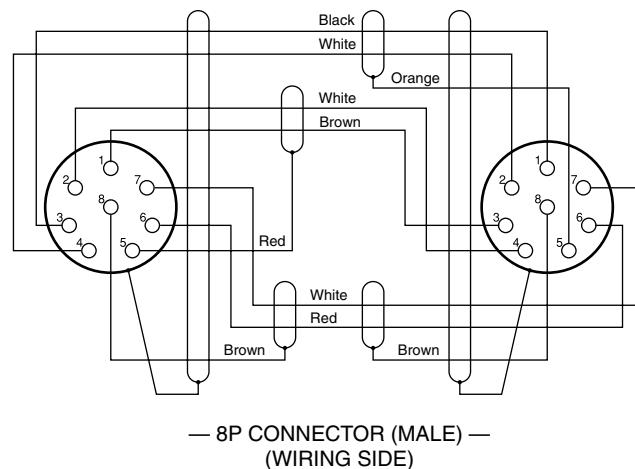 Black
White
Orange
White
Brown
1 2 3 4 5 6 7 8
1 2 3 4 5 6 7 8
Red
White
Red
Brown Brown
— 8P CONNECTOR (MALE) —
(WIRING SIDE)